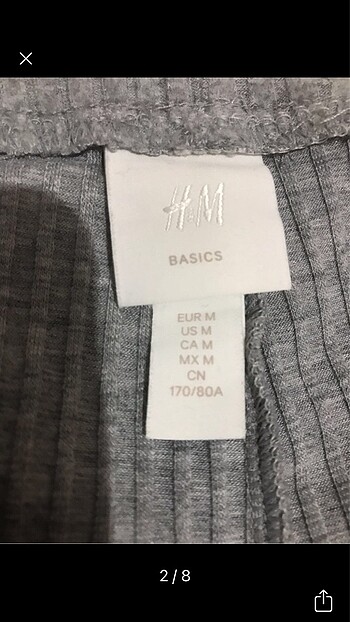 H&M
BASICS
EUR M
US M
CA M
MX M
CN
170/80A
2/8